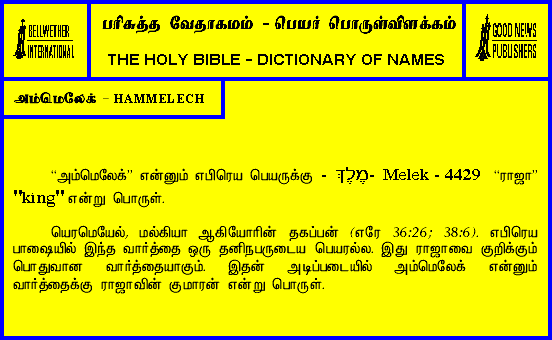 BELLWETHER
INTERNATIONAL
பரிசுத்த வேதாகமம் - பெயர் பொருள்விளக்கம்
THE HOLY BIBLE - DICTIONARY OF NAMES
GOOD NEWS
PUBLISHERS
அம்மெலேக் - HAMMELECH
“அம்மெலேக்” என்னும் எபிரெய பெயருக்கு - מֶלֶךְ - Melek - 4429 “ராஜா”
"king" என்று பொருள்.
யெரமெயேல், மல்கியா ஆகியோரின் தகப்பன் (எரே 36:26; 38:6). எபிரெய
பாஷையில் இந்த வார்த்தை ஒரு தனிநபருடைய பெயரல்ல. இது ராஜாவை குறிக்கும்
பொதுவான வார்த்தையாகும். இதன் அடிப்படையில் அம்மெலேக் என்னும்
வார்த்தைக்கு ராஜாவின் குமாரன் என்று பொருள்.